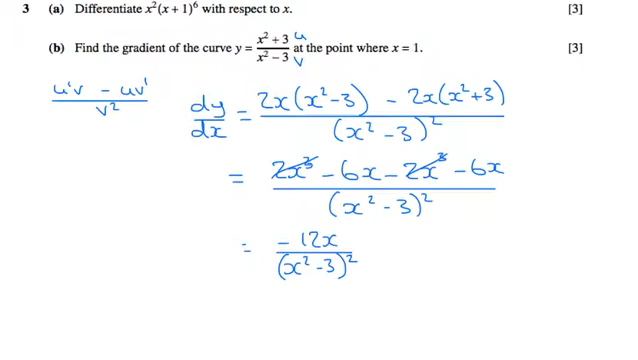 3 (a) Differentiate x²(x + 1)⁶ with respect to x. [3]
(b) Find the gradient of the curve y = (x² + 3)/(x² − 3) at the point where x = 1. [3]
u
v
(u'v − uv')/v²
dy/dx = (2x(x² − 3) − 2x(x² + 3))/(x² − 3)²
= (2x³ − 6x − 2x³ − 6x)/(x² − 3)²
= −12x/(x² − 3)²